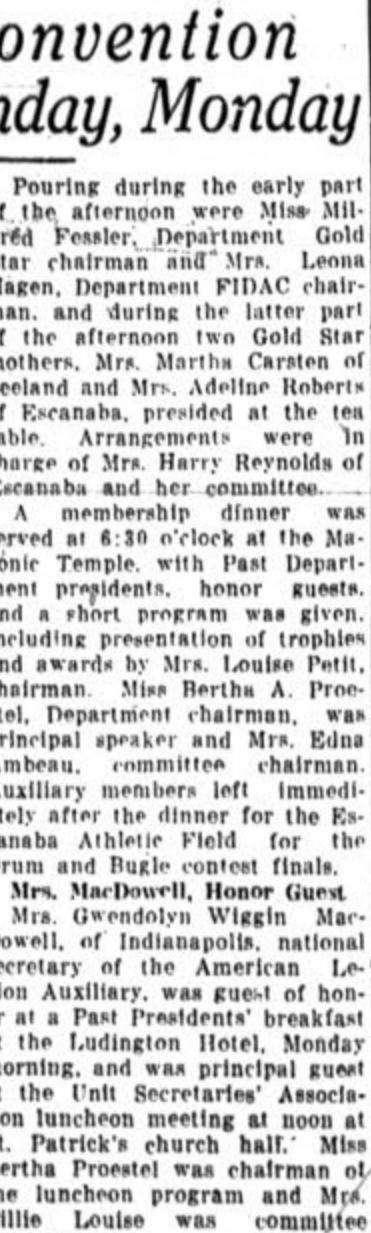 onvention
nday, Monday
Pouring during the early part
f the afternoon were Miss Mil-
red Fessler, Department Gold
tar chairman and Mrs. Leona
Hagen, Department FIDAC chair-
man, and during the latter part
f the afternoon two Gold Star
mothers, Mrs. Martha Carsten of
eeland and Mrs. Adeline Roberts
f Escanaba, presided at the tea
able. Arrangements were in
harge of Mrs. Harry Reynolds of
Escanaba and her committee.
A membership dinner was
erved at 6:30 o'clock at the Ma-
onic Temple, with Past Depart-
ment presidents, honor guests,
nd a short program was given,
ncluding presentation of trophies
nd awards by Mrs. Louise Petit,
hairman. Miss Bertha A. Proe-
tel, Department chairman, was
rincipal speaker and Mrs. Edna
mbeau, committee chairman.
uxiliary members left immedi-
tely after the dinner for the Es-
anaba Athletic Field for the
rum and Bugle contest finals.
Mrs. MacDowell, Honor Guest
Mrs. Gwendolyn Wiggin Mac-
owell, of Indianapolis, national
ecretary of the American Le-
ion Auxiliary, was guest of hon-
r at a Past Presidents' breakfast
t the Ludington Hotel, Monday
orning, and was principal guest
t the Unit Secretaries' Associa-
on luncheon meeting at noon at
t. Patrick's church hall. Miss
ertha Proestel was chairman of
he luncheon program and Mrs.
illie Louise was committee